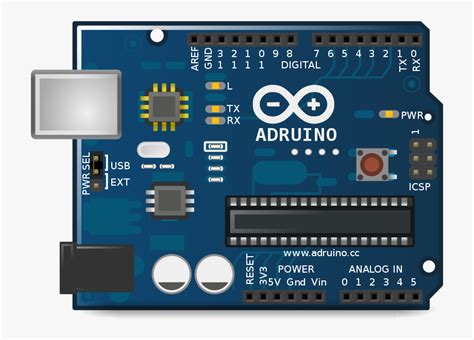 AREF
GND
13
12
11
10
9
8
DIGITAL
7
6
5
4
3
2
1
0
TX
RX
L
TX
RX
ADRUINO
PWR
1
ICSP
PWR SEL
USB
EXT
www.adruino.cc
RESET
3V3
POWER
5V Gnd Vin
ANALOG IN
0 1 2 3 4 5